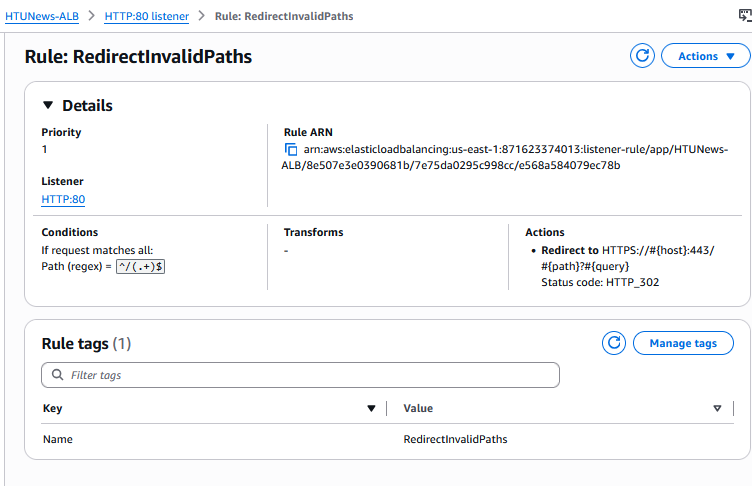 HTUNews-ALB > HTTP:80 listener > Rule: RedirectInvalidPaths
Rule: RedirectInvalidPaths
Actions
Details
Priority
1
Rule ARN
arn:aws:elasticloadbalancing:us-east-1:871623374013:listener-rule/app/HTUNews-
ALB/8e507e3e0390681b/7e75da0295c998cc/e568a584079ec78b
Listener
HTTP:80
Conditions
If request matches all:
Path (regex) = ^/(.+)$
Transforms
-
Actions
• Redirect to HTTPS://#{host}:443/
#{path}?#{query}
Status code: HTTP_302
Rule tags (1)
Manage tags
Filter tags
Key Value
Name RedirectInvalidPaths